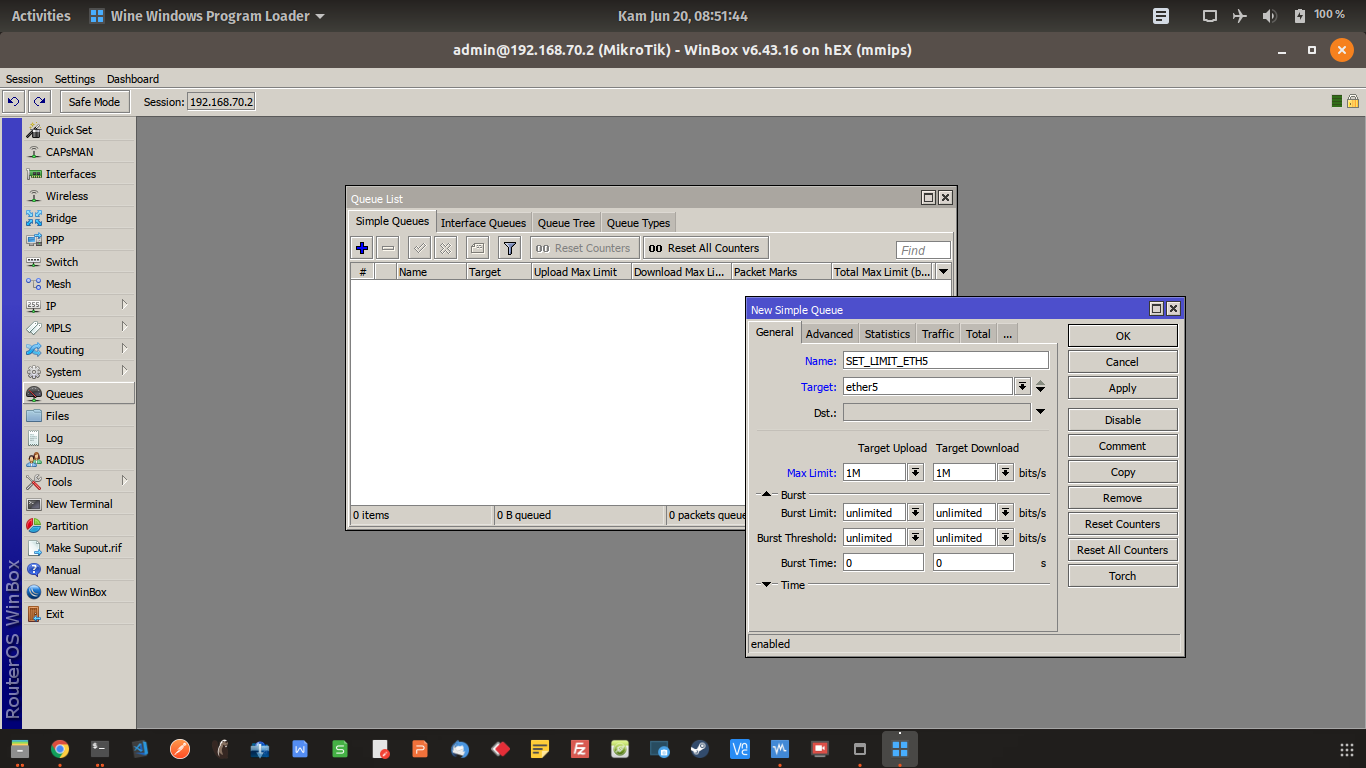 Activities Wine Windows Program Loader Kam Jun 20, 08:51:44 100 %
admin@192.168.70.2 (MikroTik) - WinBox v6.43.16 on hEX (mmips)
Session Settings Dashboard
Safe Mode Session: 192.168.70.2
Quick Set
CAPsMAN
Interfaces
Wireless
Bridge
PPP
Switch
Mesh
IP
MPLS
Routing
System
Queues
Files
Log
RADIUS
Tools
New Terminal
Partition
Make Supout.rif
Manual
New WinBox
Exit
RouterOS WinBox
Queue List
Simple Queues Interface Queues Queue Tree Queue Types
00 Reset Counters 00 Reset All Counters Find
# Name Target Upload Max Limit Download Max Li... Packet Marks Total Max Limit (b...
0 items 0 B queued 0 packets queue
New Simple Queue
General Advanced Statistics Traffic Total ...
Name: SET_LIMIT_ETH5
Target: ether5
Dst.:
Target Upload Target Download
Max Limit: 1M 1M bits/s
Burst
Burst Limit: unlimited unlimited bits/s
Burst Threshold: unlimited unlimited bits/s
Burst Time: 0 0 s
Time
enabled
OK
Cancel
Apply
Disable
Comment
Copy
Remove
Reset Counters
Reset All Counters
Torch